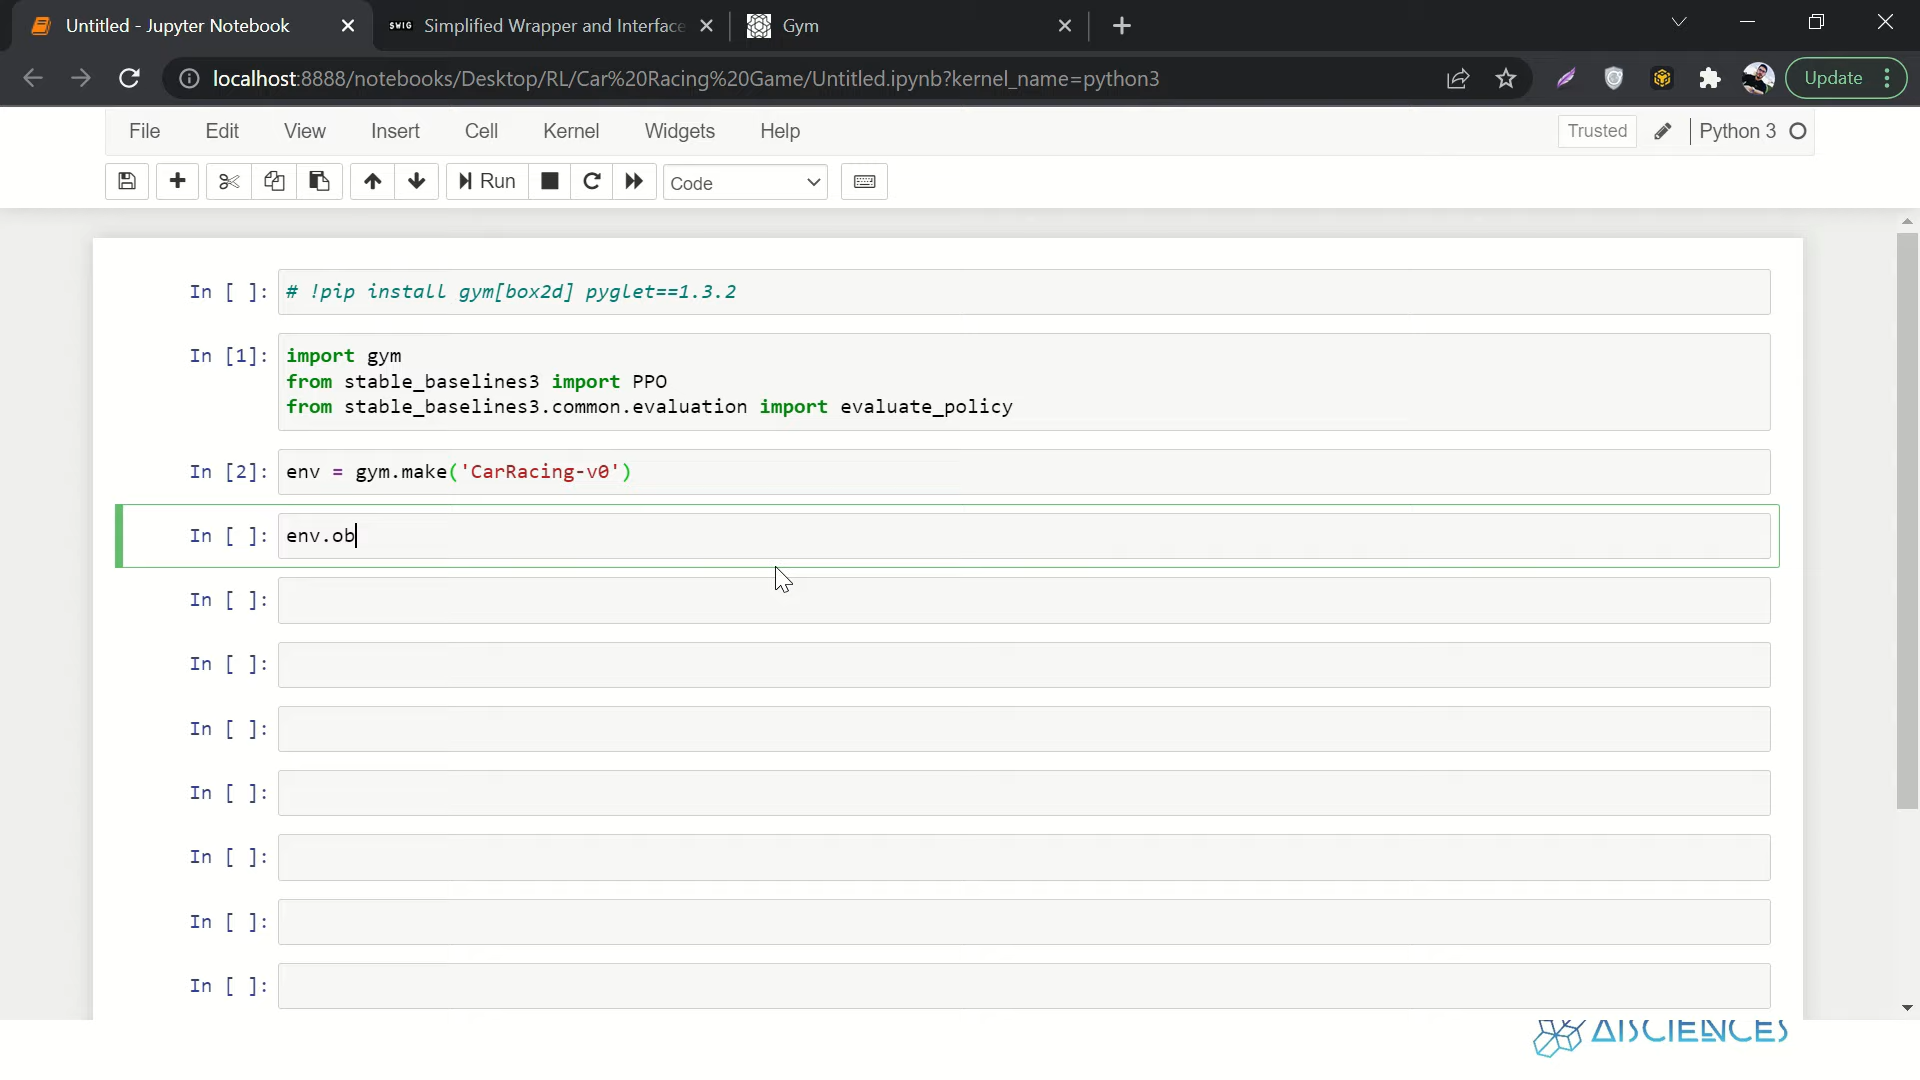 Untitled - Jupyter Notebook
SWIG Simplified Wrapper and Interface
Gym
localhost:8888/notebooks/Desktop/RL/Car%20Racing%20Game/Untitled.ipynb?kernel_name=python3
Update
File Edit View Insert Cell Kernel Widgets Help
Trusted
Python 3
Run
Code
In [ ]: # !pip install gym[box2d] pyglet==1.3.2
In [1]: import gym
from stable_baselines3 import PPO
from stable_baselines3.common.evaluation import evaluate_policy
In [2]: env = gym.make('CarRacing-v0')
In [ ]: env.ob
In [ ]:
In [ ]:
In [ ]:
In [ ]:
In [ ]:
In [ ]:
In [ ]:
AISCIENCES